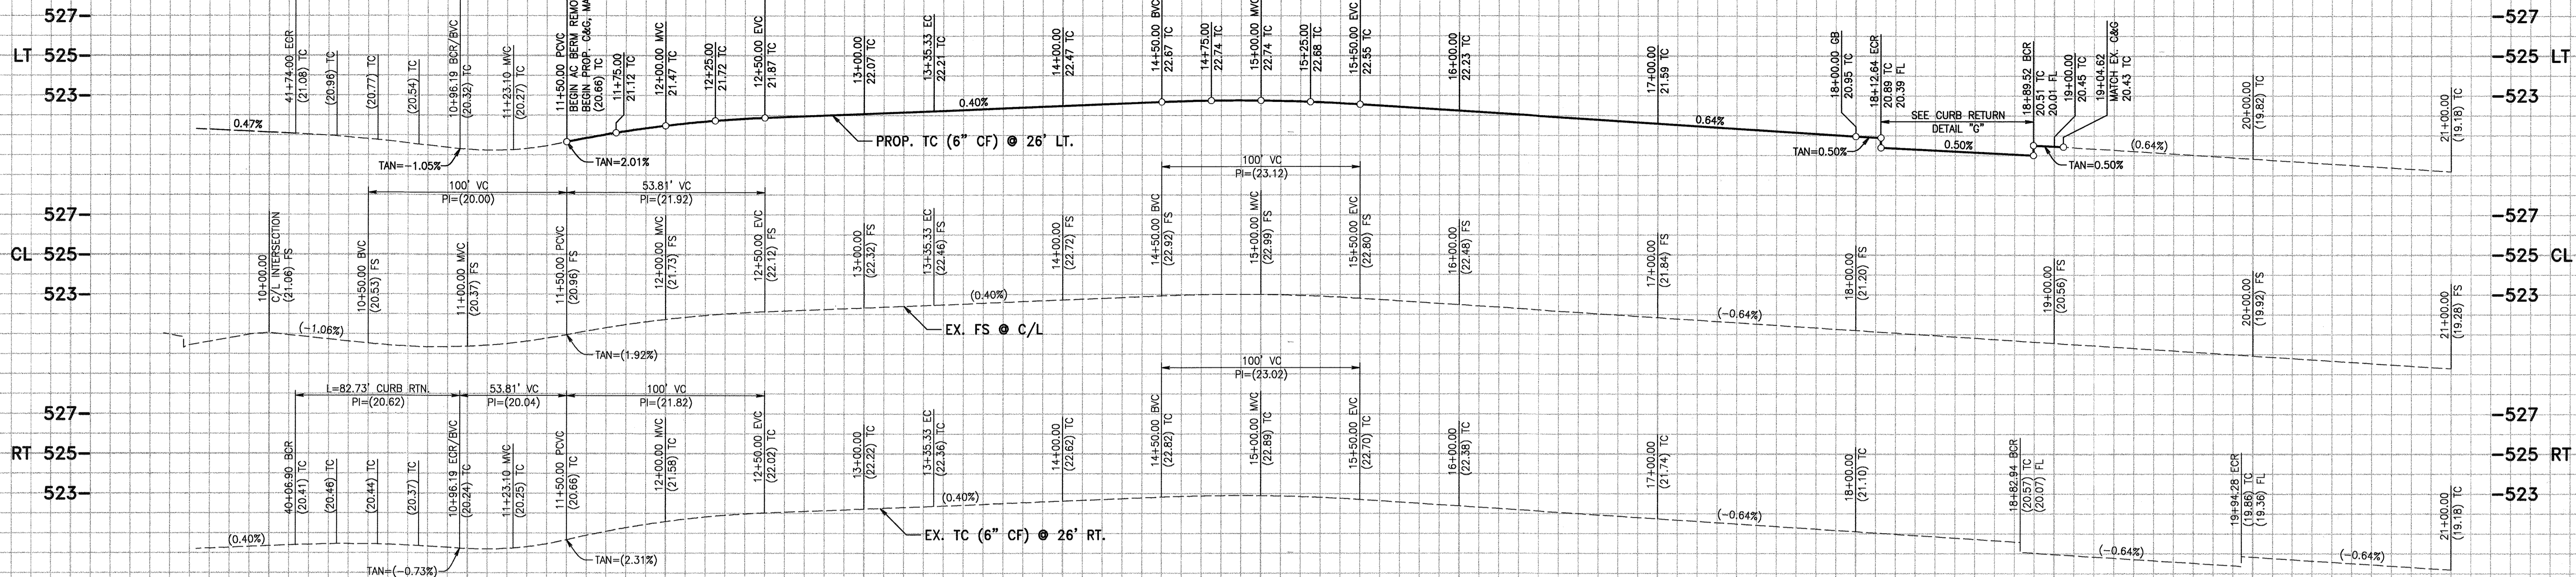 LT
527
525
523
0.47%
41+74.00 ECR
(21.08) TC
(20.96) TC
(20.77) TC
(20.54) TC
10+96.19 BCR/BVC
(20.32) TC
TAN=-1.05%
11+23.10 MVC
(20.27) TC
11+50.00 PCVC
BEGIN AC BERM REMO
BEGIN PROP. C&G, MA
(20.66) TC
TAN=2.01%
11+75.00
21.12 TC
12+00.00 MVC
21.47 TC
12+25.00
21.72 TC
12+50.00 EVC
21.87 TC
PROP. TC (6" CF) @ 26' LT.
13+00.00
22.07 TC
13+35.33 EC
22.21 TC
0.40%
14+00.00
22.47 TC
14+50.00 BVC
22.67 TC
14+75.00
22.74 TC
15+00.00 MVC
22.74 TC
15+25.00
22.68 TC
15+50.00 EVC
22.55 TC
16+00.00
22.23 TC
17+00.00
21.59 TC
0.64%
18+00.00 GB
20.95 TC
TAN=0.50%
18+12.64 ECR
20.89 TC
20.39 FL
SEE CURB RETURN
DETAIL "G"
0.50%
18+89.52 BCR
20.51 TC
20.01 FL
19+00.00
20.45 TC
19+04.62
MATCH EX. C&G
20.43 TC
TAN=0.50%
(0.64%)
20+00.00
(19.82) TC
21+00.00
(19.18) TC
527
525 LT
523
CL
527
525
523
10+00.00
C/L INTERSECTION
(21.06) FS
(-1.06%)
10+50.00 BVC
(20.53) FS
100' VC
PI=(20.00)
11+00.00 MVC
(20.37) FS
11+50.00 PCVC
(20.96) FS
TAN=(1.92%)
53.81' VC
PI=(21.92)
12+00.00 MVC
(21.73) FS
12+50.00 EVC
(22.12) FS
13+00.00
(22.32) FS
13+35.33 EC
(22.46) FS
EX. FS @ C/L
(0.40%)
14+00.00
(22.72) FS
100' VC
PI=(23.12)
14+50.00 BVC
(22.92) FS
15+00.00 MVC
(22.99) FS
15+50.00 EVC
(22.80) FS
16+00.00
(22.48) FS
17+00.00
(21.84) FS
(-0.64%)
18+00.00
(21.20) FS
19+00.00
(20.56) FS
20+00.00
(19.92) FS
21+00.00
(19.28) FS
527
525 CL
523
RT
527
525
523
(0.40%)
L=82.73' CURB RTN.
PI=(20.62)
40+06.90 BCR
(20.41) TC
(20.46) TC
(20.44) TC
(20.37) TC
10+96.19 ECR/BVC
(20.24) TC
TAN=(-0.73%)
53.81' VC
PI=(20.04)
11+23.10 MVC
(20.25) TC
11+50.00 PCVC
(20.66) TC
TAN=(2.31%)
100' VC
PI=(21.82)
12+00.00 MVC
(21.58) TC
12+50.00 EVC
(22.02) TC
13+00.00
(22.22) TC
13+35.33 EC
(22.36) TC
EX. TC (6" CF) @ 26' RT.
(0.40%)
14+00.00
(22.62) TC
100' VC
PI=(23.02)
14+50.00 BVC
(22.82) TC
15+00.00 MVC
(22.89) TC
15+50.00 EVC
(22.70) TC
16+00.00
(22.38) TC
17+00.00
(21.74) TC
(-0.64%)
18+00.00
(21.10) TC
18+82.94 BCR
(20.57) TC
(20.07) FL
(-0.64%)
19+94.28 ECR
(19.86) TC
(19.36) FL
(-0.64%)
21+00.00
(19.18) TC
527
525 RT
523